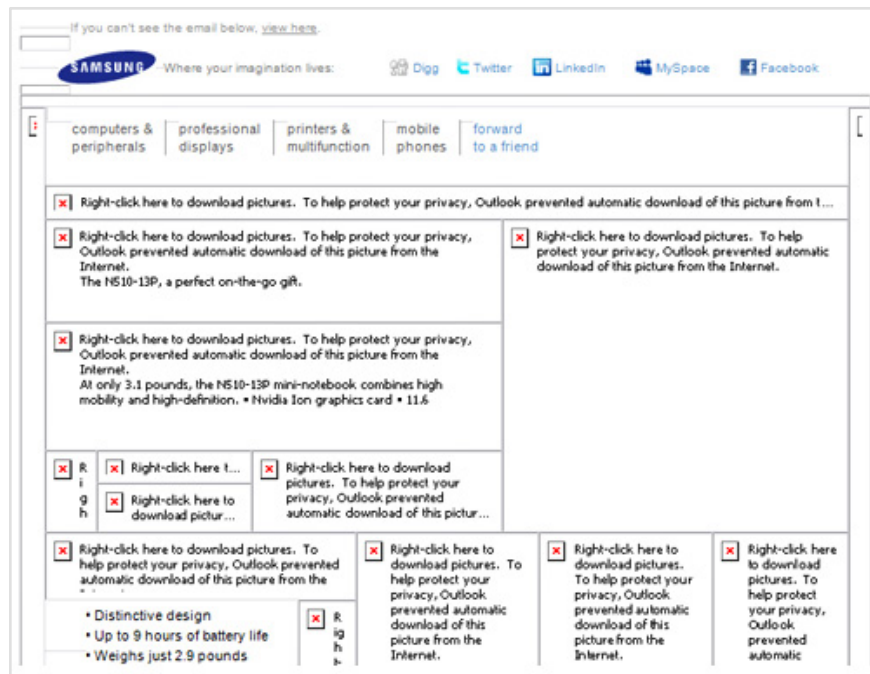 If you can't see the email below, view here.
SAMSUNG Where your imagination lives: Digg Twitter LinkedIn MySpace Facebook
computers & peripherals
professional displays
printers & multifunction
mobile phones
forward to a friend
Right-click here to download pictures. To help protect your privacy, Outlook prevented automatic download of this picture from t...
Right-click here to download pictures. To help protect your privacy,
Outlook prevented automatic download of this picture from the
Internet.
The N510-13P, a perfect on-the-go gift.
Right-click here to download pictures. To help
protect your privacy, Outlook prevented automatic
download of this picture from the Internet.
Right-click here to download pictures. To help protect your privacy,
Outlook prevented automatic download of this picture from the
Internet.
At only 3.1 pounds, the N510-13P mini-notebook combines high
mobility and high-definition. • Nvidia Ion graphics card • 11.6
R
i
g
h
Right-click here t...
Right-click here to
download pictur...
Right-click here to download
pictures. To help protect your
privacy, Outlook prevented
automatic download of this pictur...
Right-click here to download pictures. To
help protect your privacy, Outlook prevented
automatic download of this picture from the
• Distinctive design
• Up to 9 hours of battery life
• Weighs just 2.9 pounds
R
ig
h
Right-click here to
download pictures. To
help protect your
privacy, Outlook
prevented automatic
download of this
picture from the
Internet.
Right-click here to
download pictures.
To help protect your
privacy, Outlook
prevented automatic
download of this
picture from the
Internet.
Right-click here
to download
pictures. To
help protect
your privacy,
Outlook
prevented
automatic